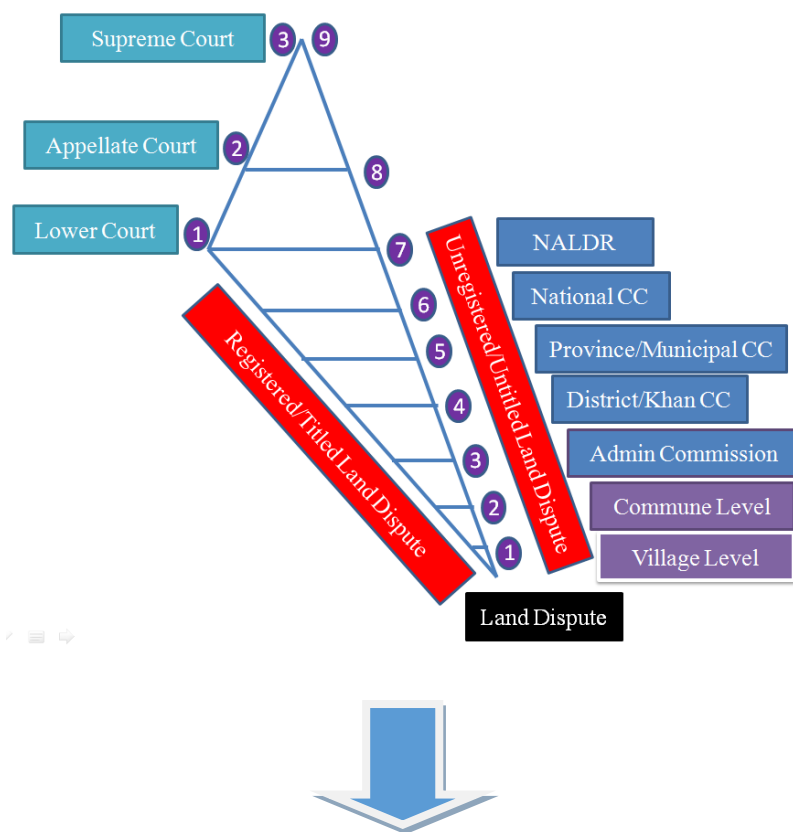 Supreme Court
3
9
Appellate Court
2
8
Lower Court
1
7
NALDR
6
National CC
5
Province/Municipal CC
4
District/Khan CC
3
Admin Commission
2
Commune Level
1
Village Level
Registered/Titled Land Dispute
Unregistered/Untitled Land Dispute
Land Dispute